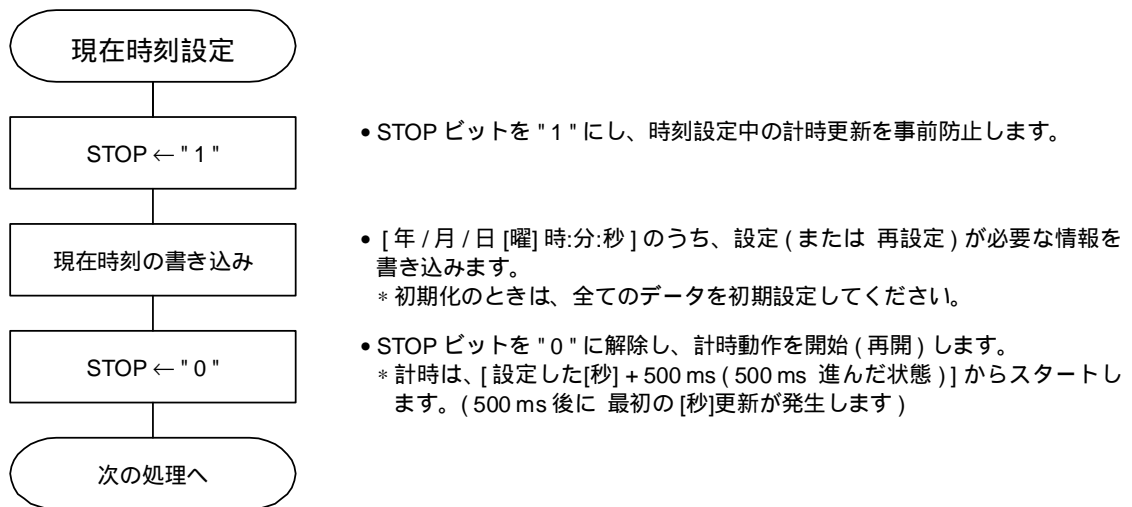 現在時刻設定
STOP ← " 1 "
• STOP ビットを " 1 " にし、時刻設定中の計時更新を事前防止します。
現在時刻の書き込み
• [ 年 / 月 / 日 [曜] 時:分:秒 ] のうち、設定 ( または 再設定 ) が必要な情報を
書き込みます。
* 初期化のときは、全てのデータを初期設定してください。
STOP ← " 0 "
• STOP ビットを " 0 " に解除し、計時動作を開始 ( 再開 ) します。
* 計時は、[ 設定した[秒] + 500 ms ( 500 ms 進んだ状態 ) ] からスタートし
ます。( 500 ms 後に 最初の [秒]更新が発生します )
次の処理へ